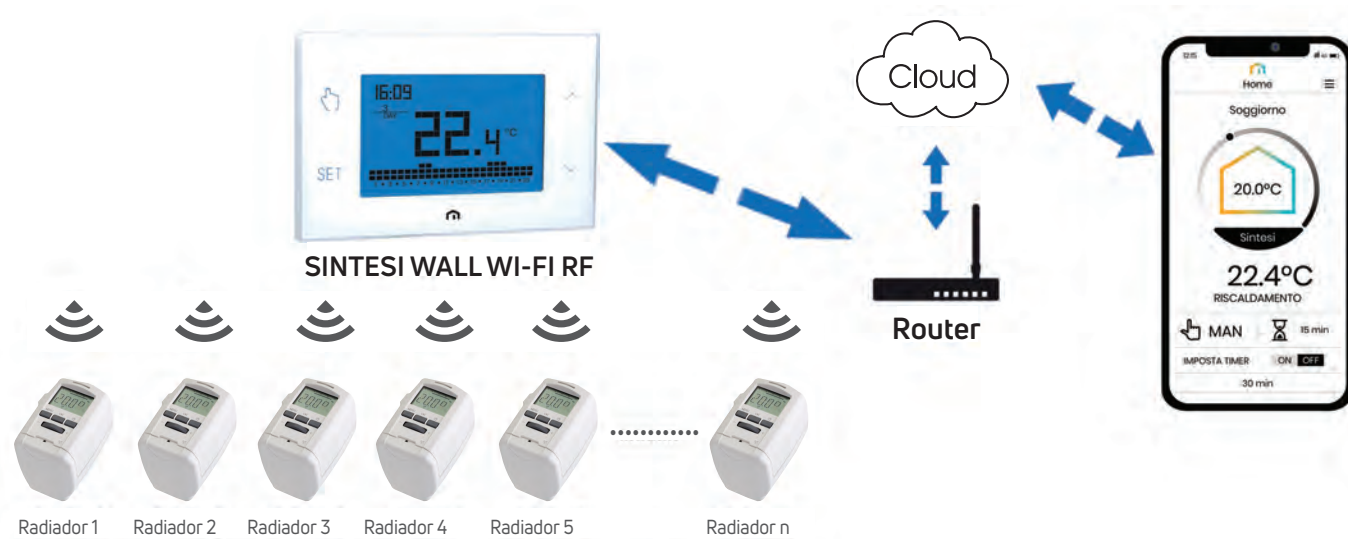 16:09
22.4°C
SET
SINTESI WALL WI-FI RF
Cloud
Router
12:15
Home
Soggiorno
20.0°C
Sintesi
22.4°C
RISCALDAMENTO
MAN
15 min
IMPOSTA TIMER
ON
OFF
30 min
Radiador 1
Radiador 2
Radiador 3
Radiador 4
Radiador 5
Radiador n